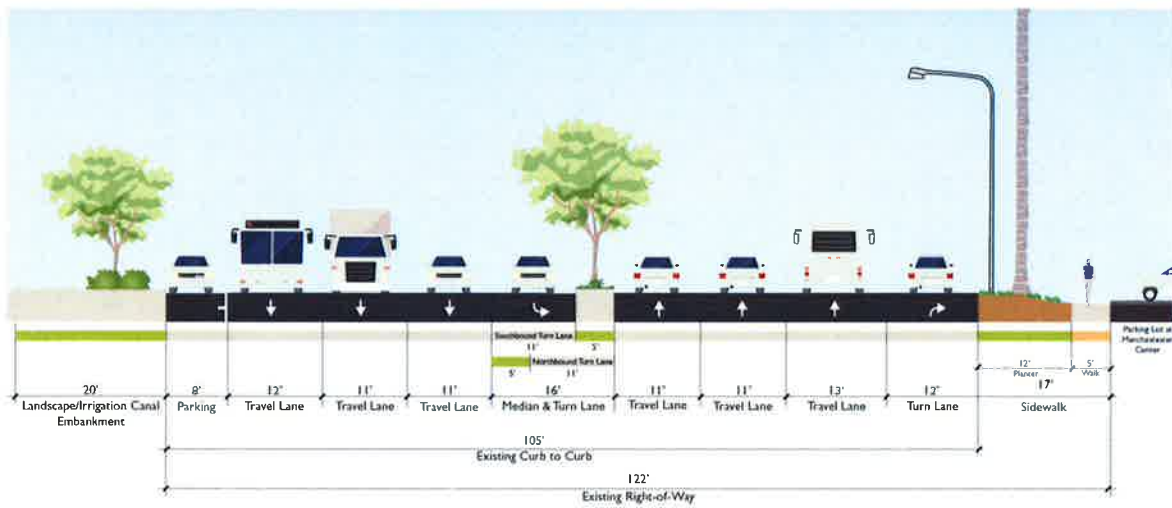 Southbound Turn Lane
11' 5'
Northbound Turn Lane
5' 11'
Parking Lot at
Manchester
Center
12' 5'
Planter Walk
20' 8' 12' 11' 11' 16' 11' 11' 13' 12' 17'
Landscape/Irrigation Canal Parking Travel Lane Travel Lane Travel Lane Median & Turn Lane Travel Lane Travel Lane Travel Lane Turn Lane Sidewalk
Embankment
105'
Existing Curb to Curb
122'
Existing Right-of-Way